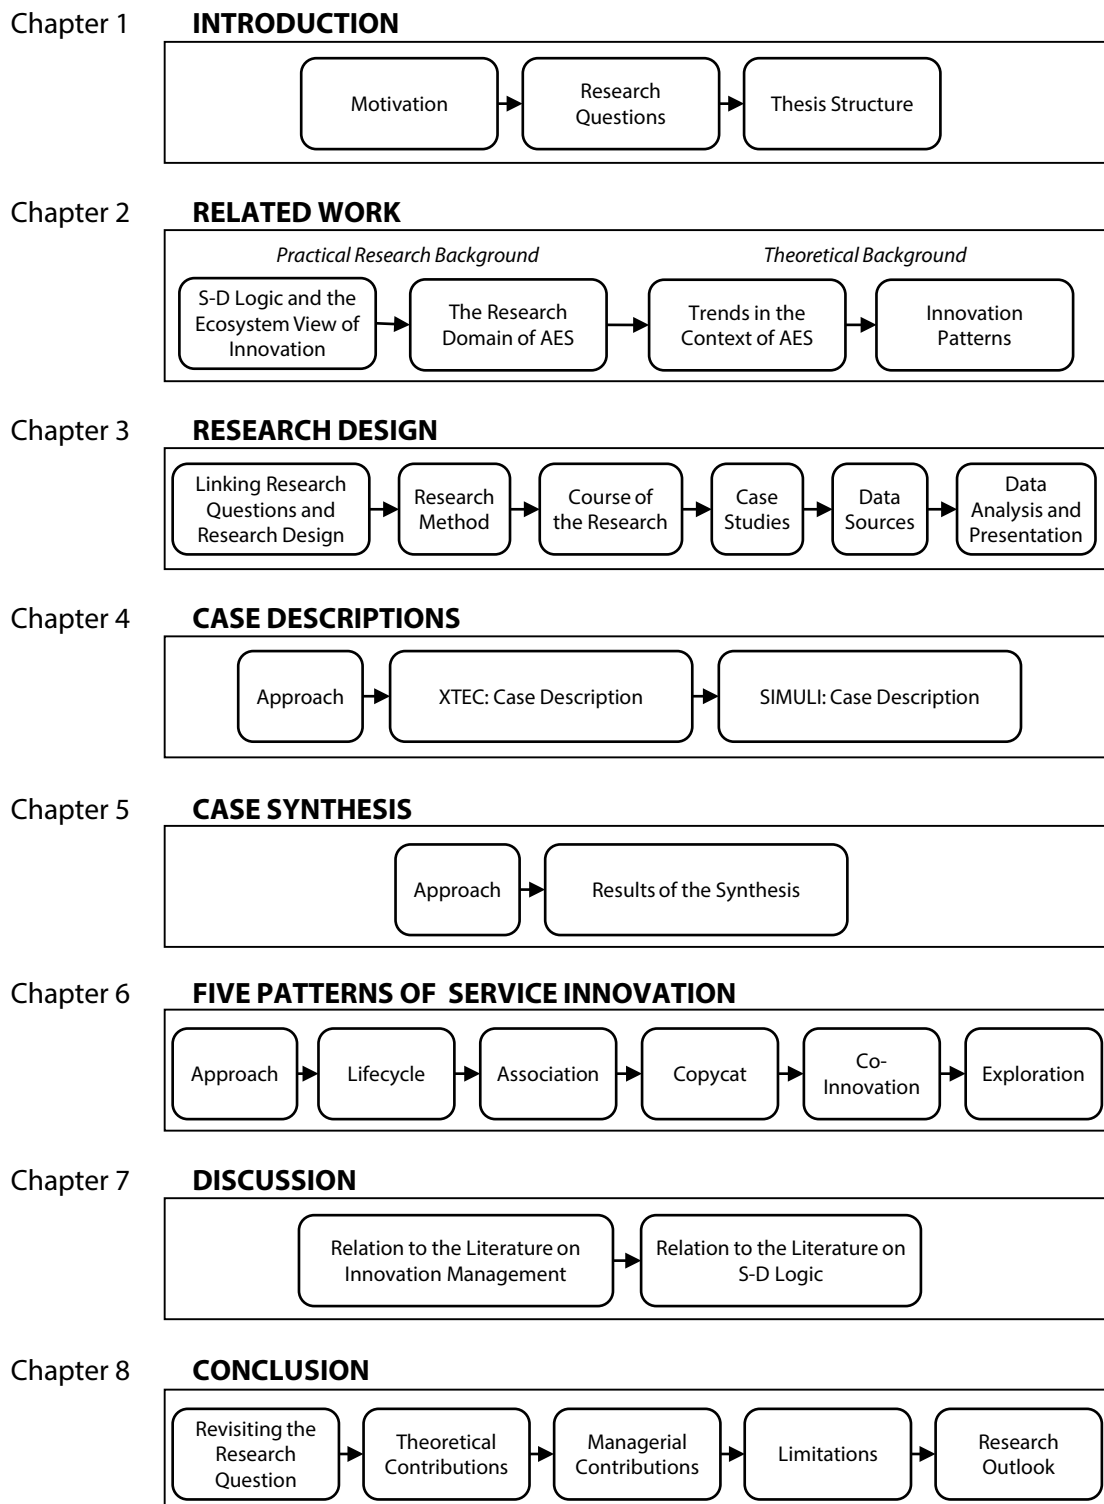 Chapter 1 INTRODUCTION
Motivation
Research
Questions
Thesis Structure
Chapter 2 RELATED WORK
Practical Research Background
Theoretical Background
S-D Logic and the
Ecosystem View of
Innovation
The Research
Domain of AES
Trends in the
Context of AES
Innovation
Patterns
Chapter 3 RESEARCH DESIGN
Linking Research
Questions and
Research Design
Research
Method
Course of
the Research
Case
Studies
Data
Sources
Data
Analysis and
Presentation
Chapter 4 CASE DESCRIPTIONS
Approach
XTEC: Case Description
SIMULI: Case Description
Chapter 5 CASE SYNTHESIS
Approach
Results of the Synthesis
Chapter 6 FIVE PATTERNS OF SERVICE INNOVATION
Approach
Lifecycle
Association
Copycat
Co-
Innovation
Exploration
Chapter 7 DISCUSSION
Relation to the Literature on
Innovation Management
Relation to the Literature on
S-D Logic
Chapter 8 CONCLUSION
Revisiting the
Research
Question
Theoretical
Contributions
Managerial
Contributions
Limitations
Research
Outlook